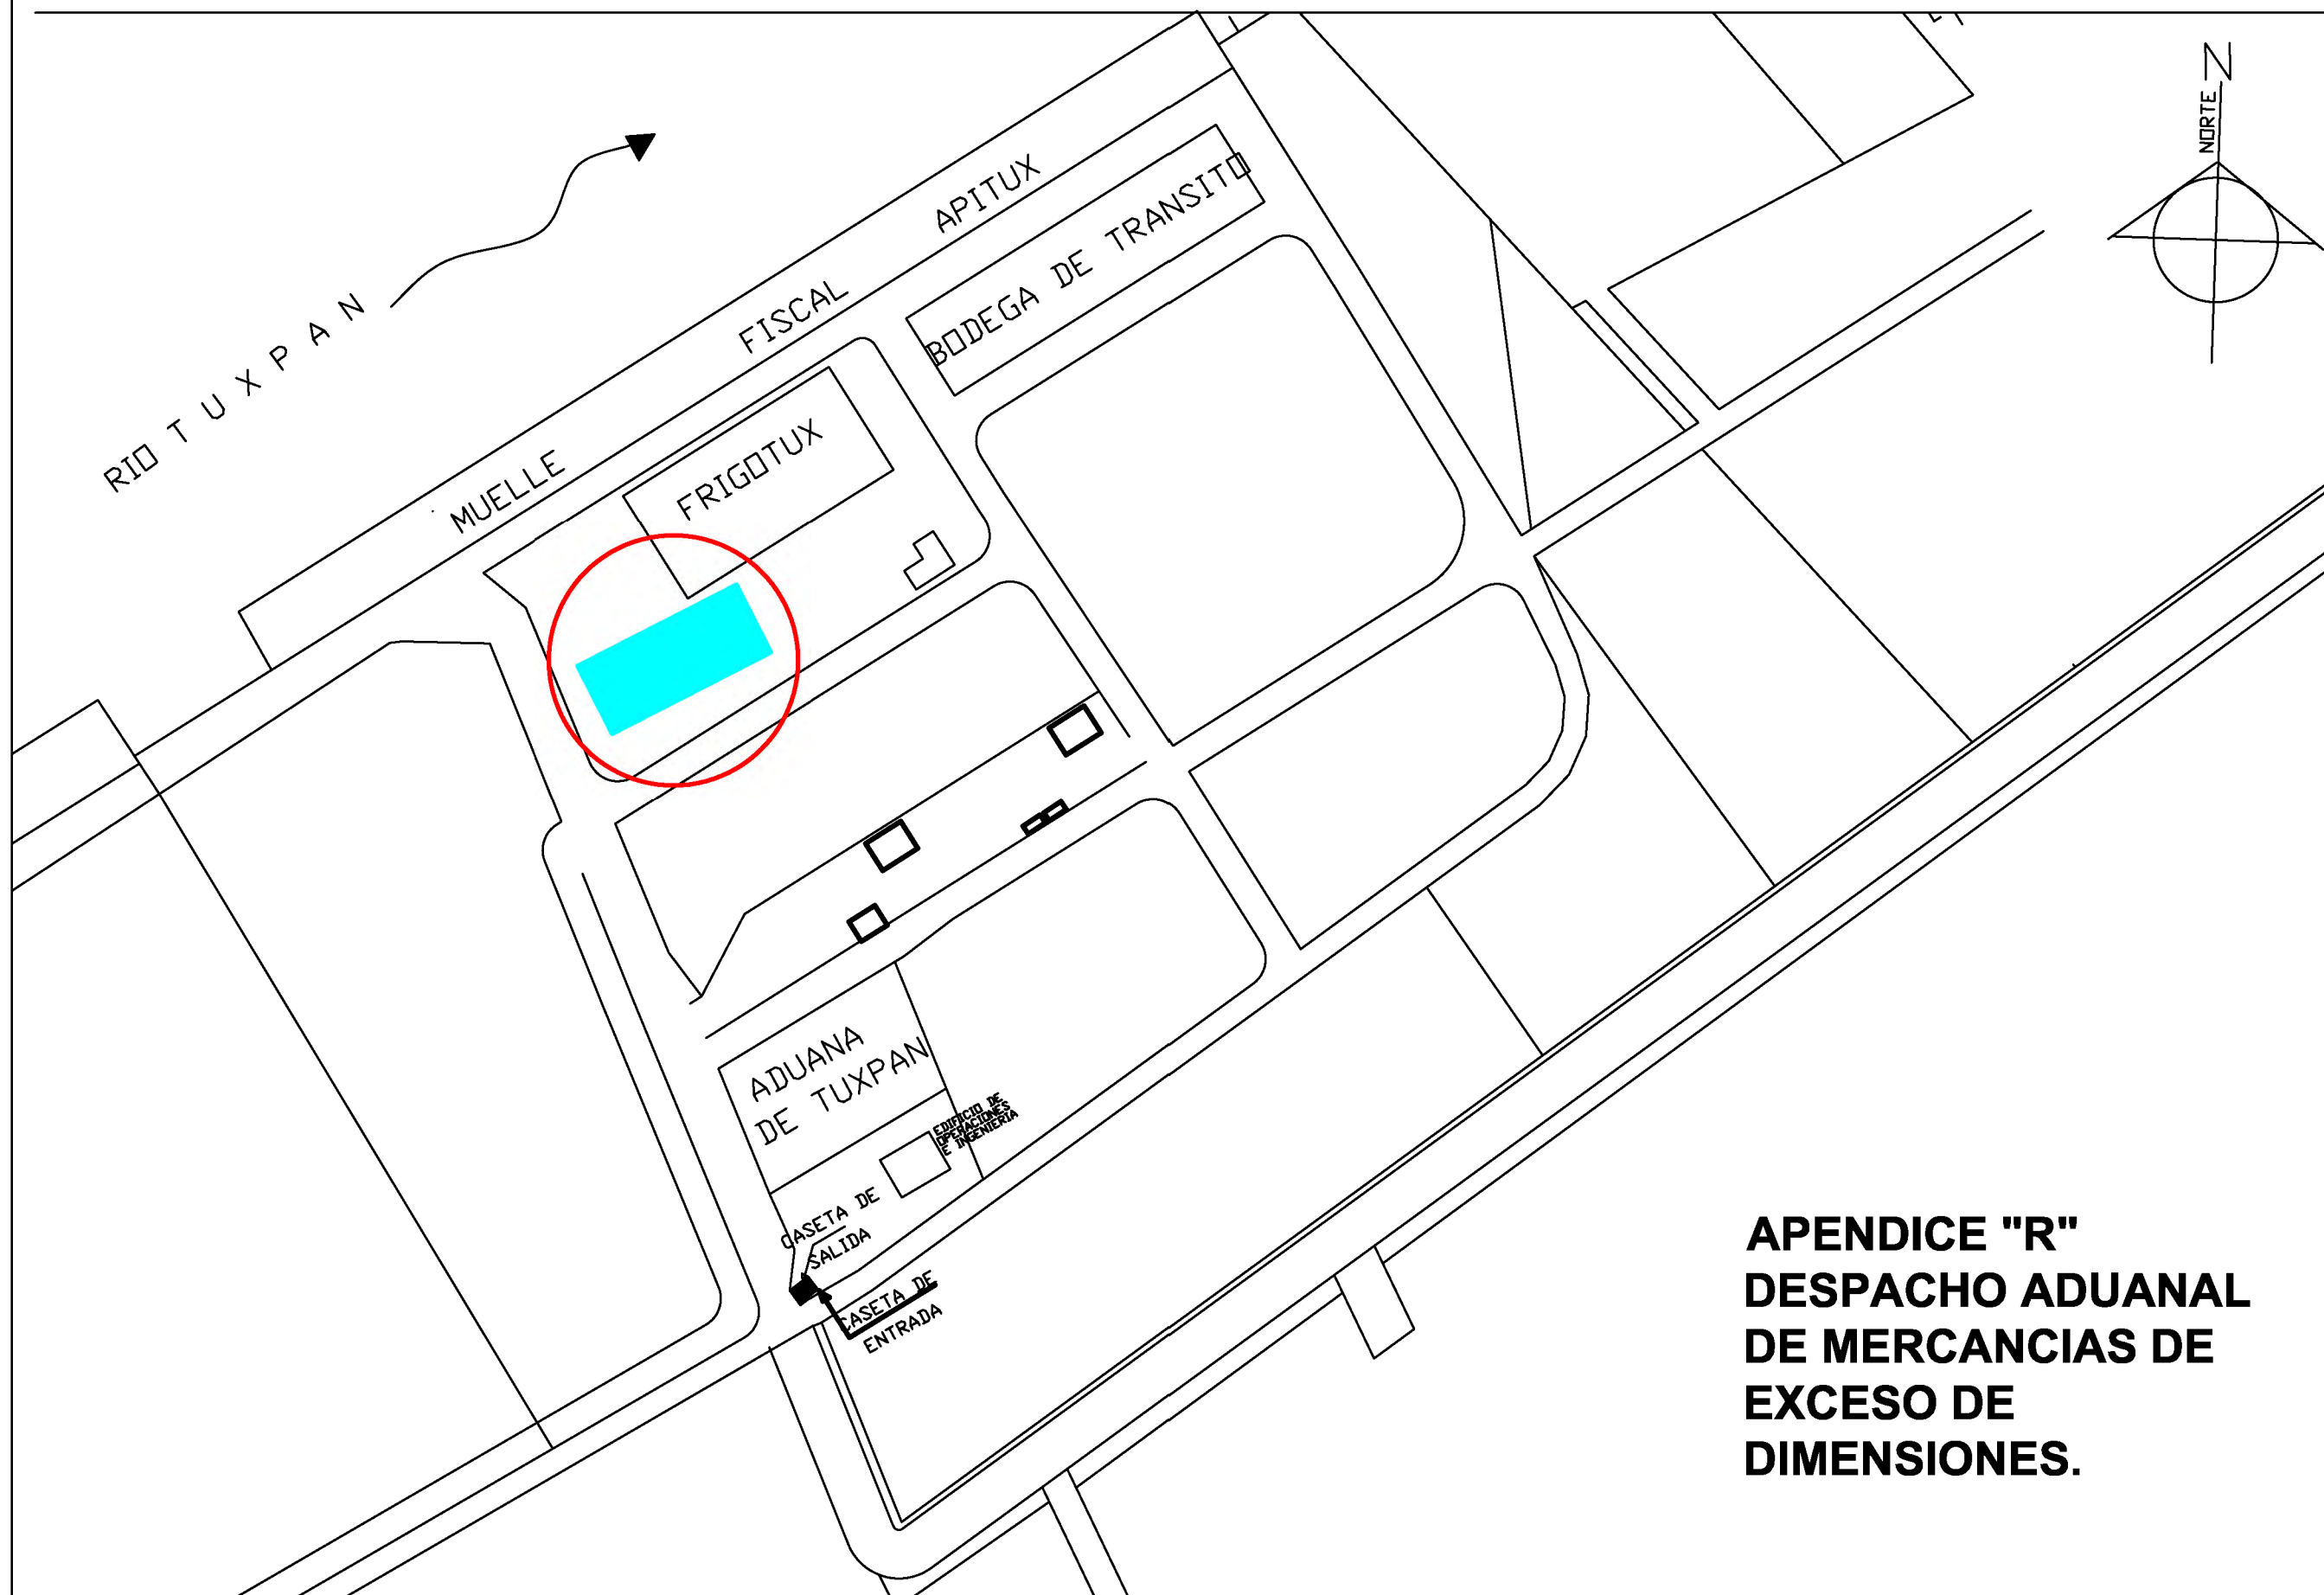 N
NORTE
RIO TUXPAN
MUELLE FISCAL APITUX
BODEGA DE TRANSITO
FRIGOTUX
ADUANA
DE TUXPAN
EDIFICIO DE
OPERACIONES
E INGENIERIA
CASETA DE
SALIDA
CASETA DE
ENTRADA
APENDICE "R"
DESPACHO ADUANAL
DE MERCANCIAS DE
EXCESO DE
DIMENSIONES.